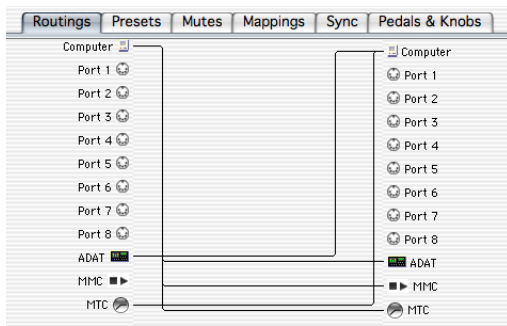 Routings Presets Mutes Mappings Sync Pedals & Knobs
Computer Computer
Port 1 Port 1
Port 2 Port 2
Port 3 Port 3
Port 4 Port 4
Port 5 Port 5
Port 6 Port 6
Port 7 Port 7
Port 8 Port 8
ADAT ADAT
MMC MMC
MTC MTC